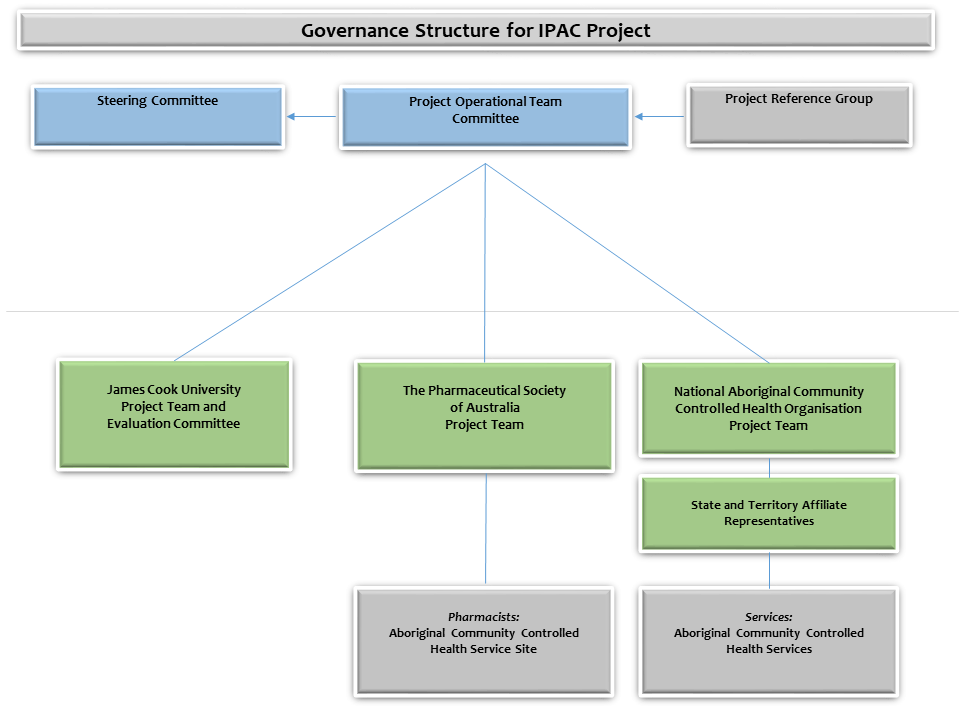 Governance Structure for IPAC Project
Steering Committee
Project Operational Team
Committee
Project Reference Group
James Cook University
Project Team and
Evaluation Committee
The Pharmaceutical Society
of Australia
Project Team
National Aboriginal Community
Controlled Health Organisation
Project Team
State and Territory Affiliate
Representatives
Pharmacists:
Aboriginal Community Controlled
Health Service Site
Services:
Aboriginal Community Controlled
Health Services